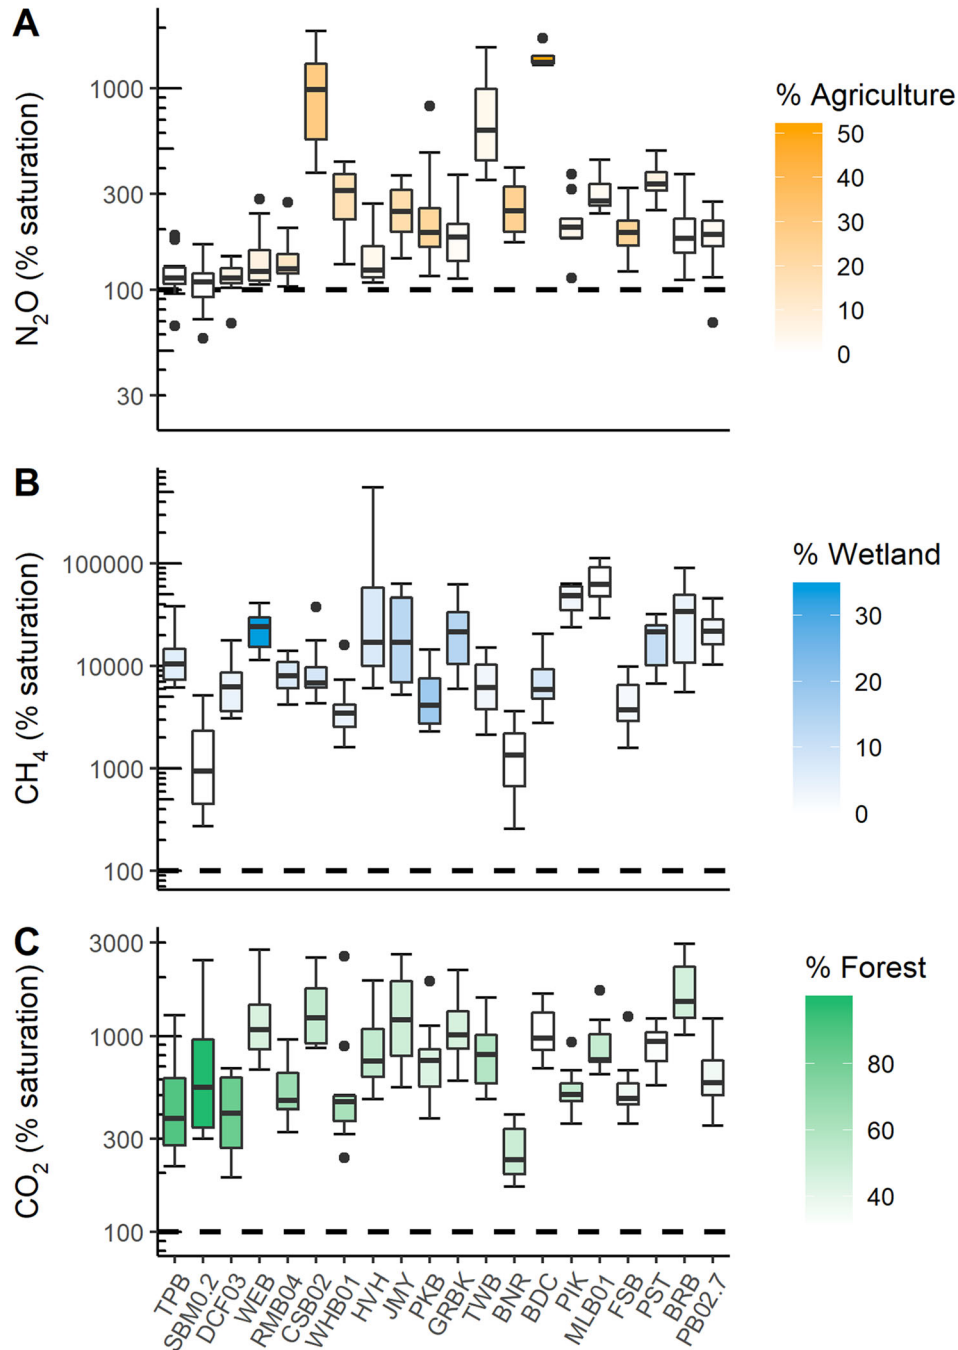 A
N₂O (% saturation)
1000
300
100
30
% Agriculture
50
40
30
20
10
0
B
CH₄ (% saturation)
100000
10000
1000
100
% Wetland
30
20
10
0
C
CO₂ (% saturation)
3000
1000
300
100
% Forest
80
60
40
TPB
SBM0.2
DCF03
WEB
RMB04
CSB02
WHB01
HVH
JMY
PKB
GRBK
TWB
BNR
BDC
PIK
MLB01
FSB
PST
BRB
PB02.7